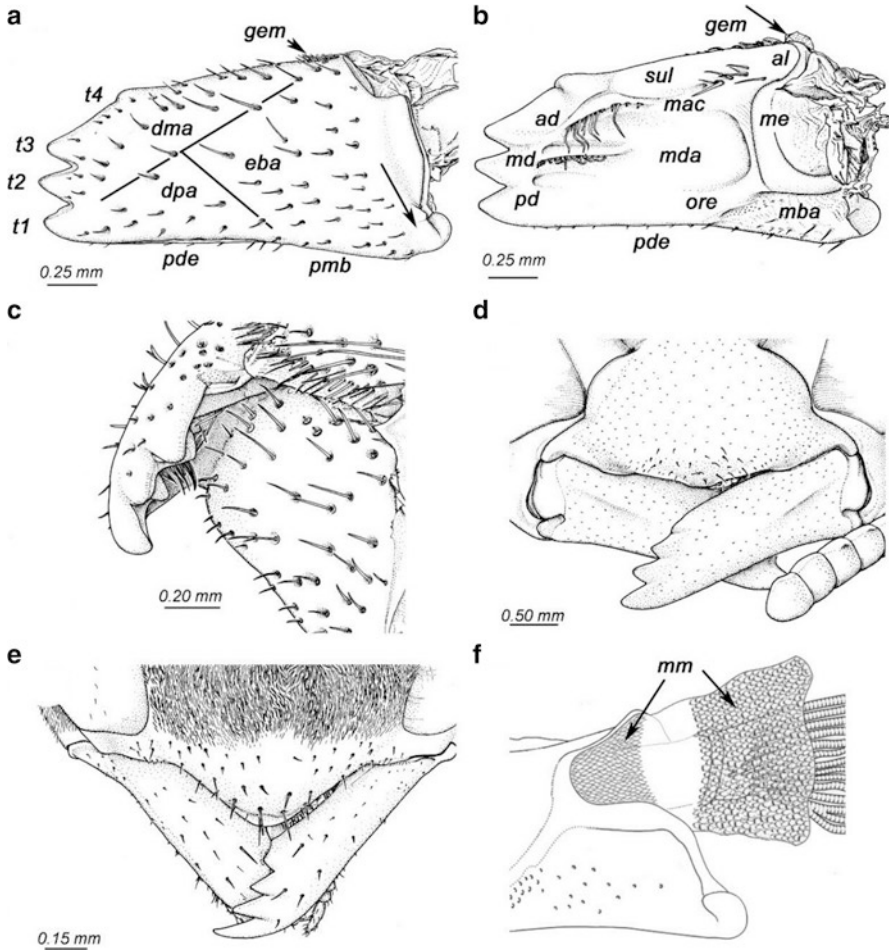 a
gem
t4
t3
t2
t1
dma
eba
dpa
pde
pmb
0.25 mm
b
gem
al
sul
ad
mac
me
md
mda
pd
ore
mba
pde
0.25 mm
c
0.20 mm
d
0.50 mm
e
0.15 mm
f
mm